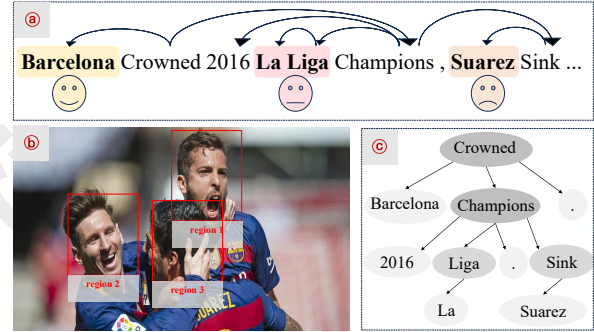 ⓐ
Barcelona Crowned 2016 La Liga Champions , Suarez Sink ...
ⓑ
region 1
region 2
region 3
SUAREZ
ⓒ
Crowned
Barcelona Champions .
2016 Liga . Sink
La Suarez